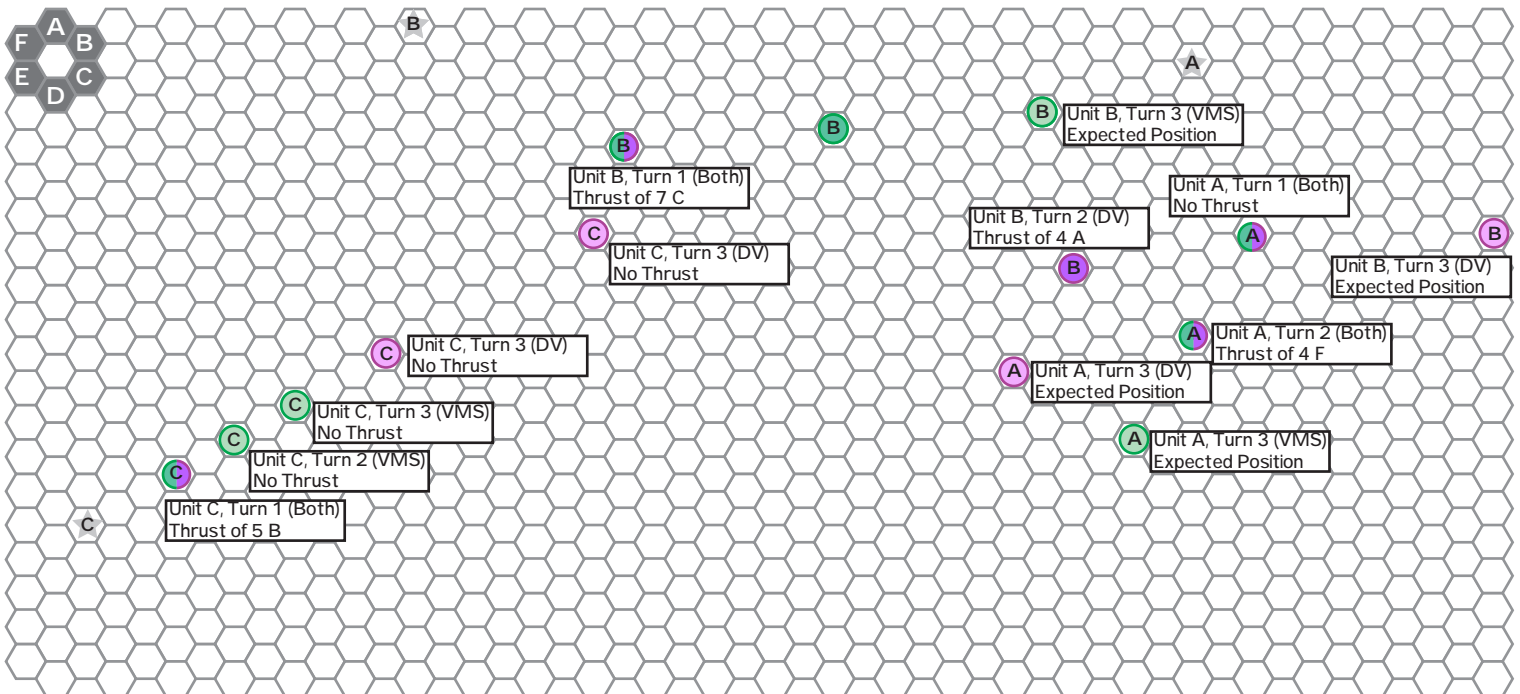 A
F B
E C
D
B
A
B
Unit B, Turn 3 (VMS)
Expected Position
B
B
Unit B, Turn 1 (Both)
Thrust of 7 C
Unit A, Turn 1 (Both)
No Thrust
Unit B, Turn 2 (DV)
Thrust of 4 A
C
Unit C, Turn 3 (DV)
No Thrust
A
B
Unit B, Turn 3 (DV)
Expected Position
B
A
Unit A, Turn 2 (Both)
Thrust of 4 F
C
Unit C, Turn 3 (DV)
No Thrust
A
Unit A, Turn 3 (DV)
Expected Position
C
Unit C, Turn 3 (VMS)
No Thrust
A
Unit A, Turn 3 (VMS)
Expected Position
C
Unit C, Turn 2 (VMS)
No Thrust
C
Unit C, Turn 1 (Both)
Thrust of 5 B
C